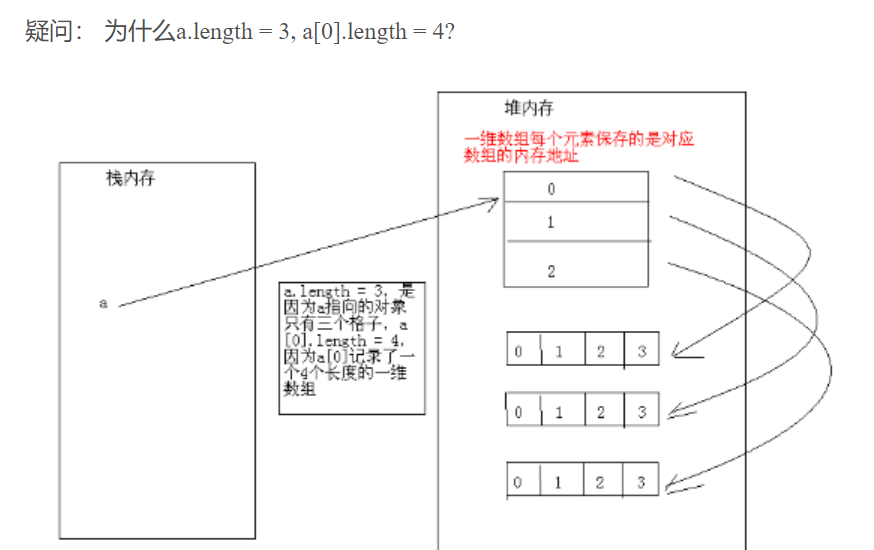 疑问： 为什么a.length = 3, a[0].length = 4?
堆内存
一维数组每个元素保存的是对应
数组的内存地址
栈内存
0
1
2
a
a.length = 3, 是
因为a指向的对象
只有三个格子，a
[0].length = 4,
因为a[0]记录了一
个4个长度的一维
数组
0 1 2 3
0 1 2 3
0 1 2 3